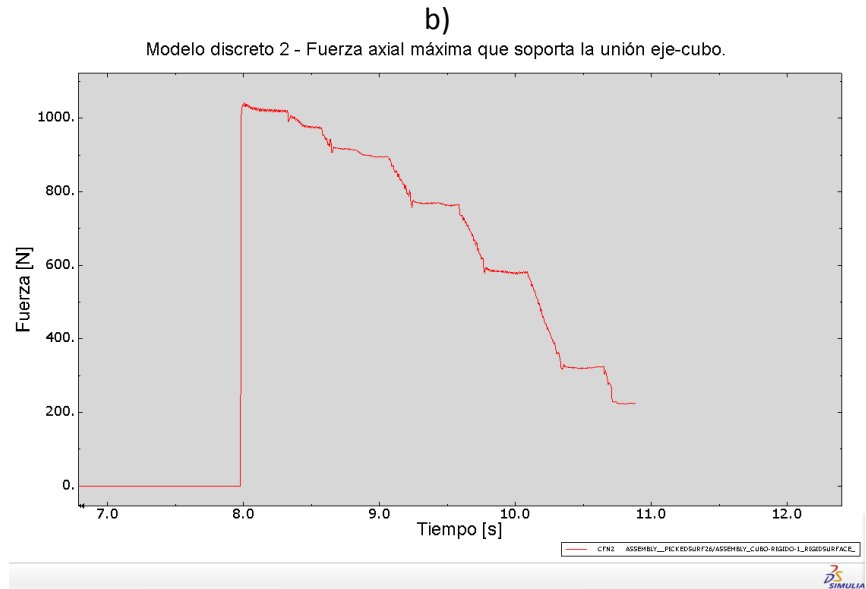 b)
Modelo discreto 2 - Fuerza axial máxima que soporta la unión eje-cubo.
1000.
800.
600.
400.
200.
0.
Fuerza [N]
7.0 8.0 9.0 10.0 11.0 12.0
Tiempo [s]
CFN2 ASSEMBLY__PICKEDSURF26/ASSEMBLY_CUBO-RIGIDO-1_RIGIDSURFACE_
SIMULIA